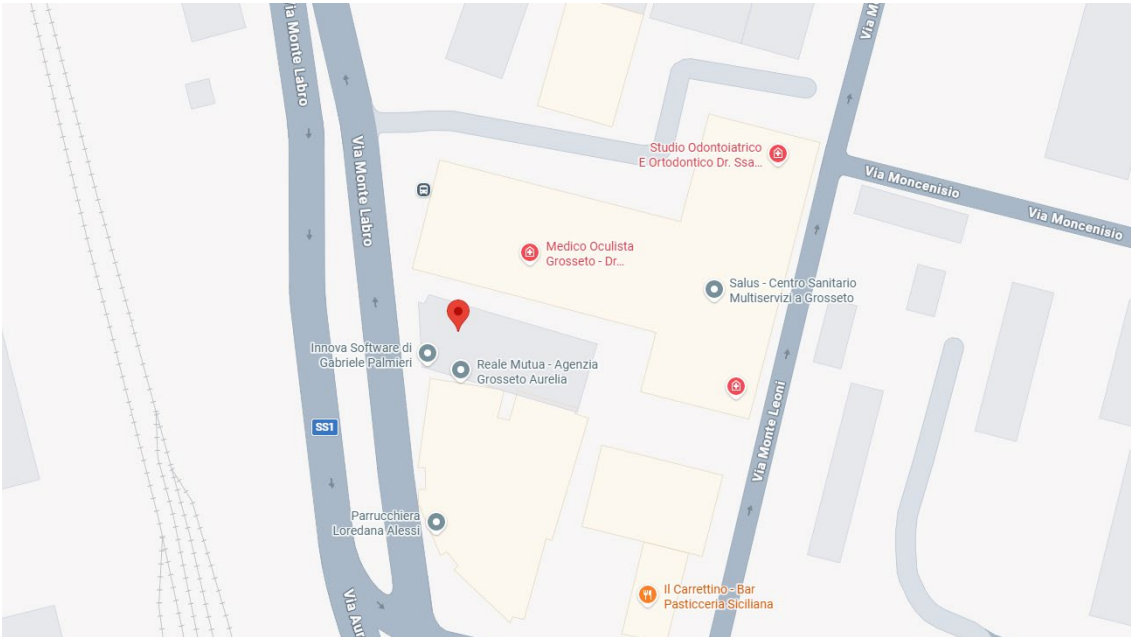 Via Monte Labro
Via M
Via Monte Labro
Studio Odontoiatrico
E Ortodontico Dr. Ssa...
Via Moncenisio
Via Moncenisio
Medico Oculista
Grosseto - Dr...
Salus - Centro Sanitario
Multiservizi a Grosseto
Innova Software di
Gabriele Palmieri
Reale Mutua - Agenzia
Grosseto Aurelia
SS1
Via Monte Leoni
Parrucchiera
Loredana Alessi
Via Aur
Il Carrettino - Bar
Pasticceria Siciliana